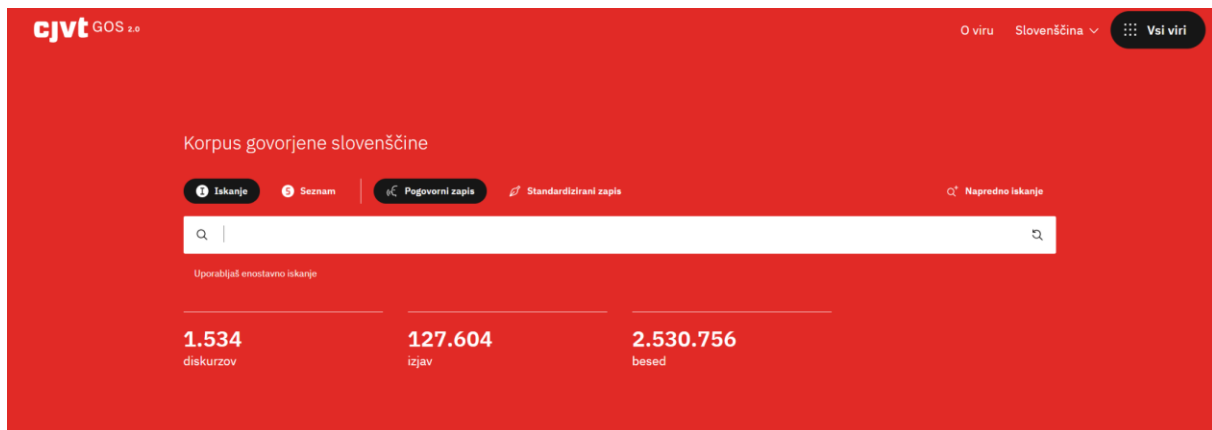 cjvt GOS 2.0
O viru Slovenščina Vsi viri
Korpus govorjene slovenščine
I Iskanje S Seznam Pogovorni zapis Standardizirani zapis Napredno iskanje
Uporabljaš enostavno iskanje
1.534 127.604 2.530.756
diskurzov izjav besed